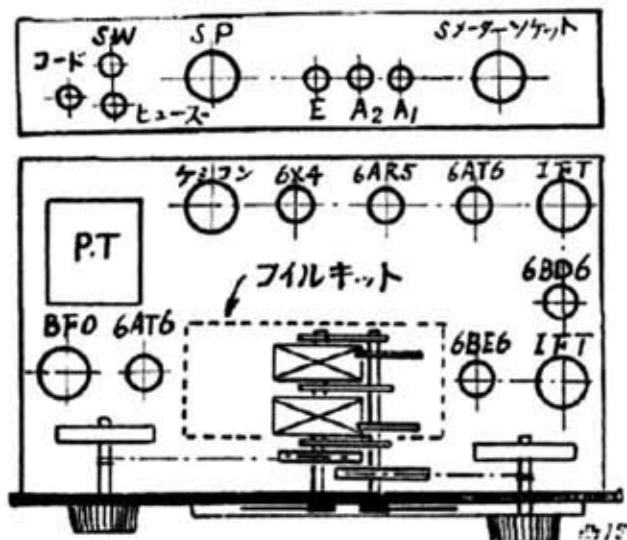 コード
SW
SP
Sメーターソケット
ヒューズ
E
A2
A1
ケミコン
6X4
6AR5
6AT6
IFT
P.T
コイルキット
6BD6
BFO
6AT6
6BE6
IFT